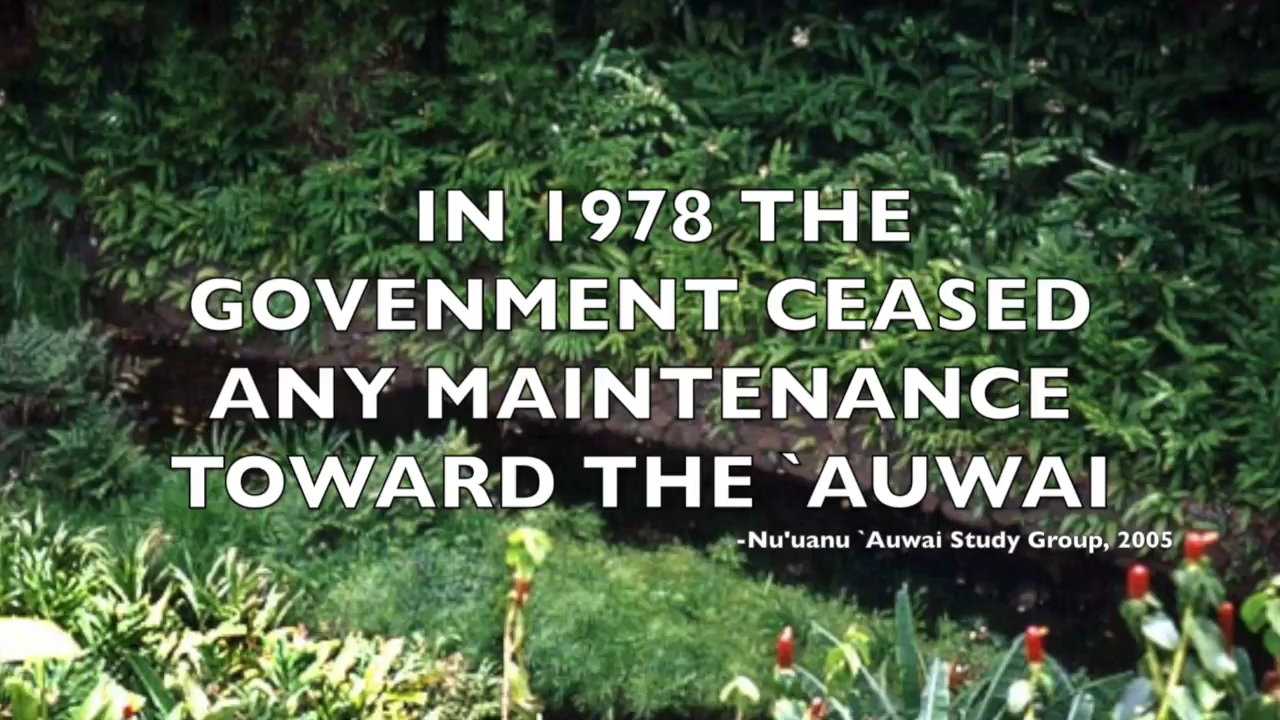 IN 1978 THE
GOVENMENT CEASED
ANY MAINTENANCE
TOWARD THE `AUWAI
-Nu'uanu `Auwai Study Group, 2005